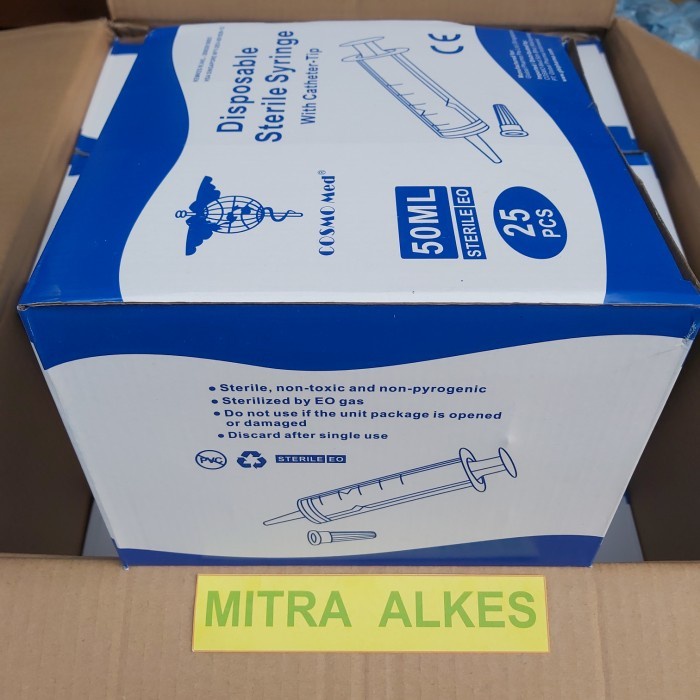 Disposable
Sterile Syringe
With Catheter-Tip
CE
COSMO Med®
50ML
STERILE EO
25
PCS
• Sterile, non-toxic and non-pyrogenic
• Sterilized by EO gas
• Do not use if the unit package is opened
or damaged
• Discard after single use
PVC
STERILE EO
MITRA ALKES